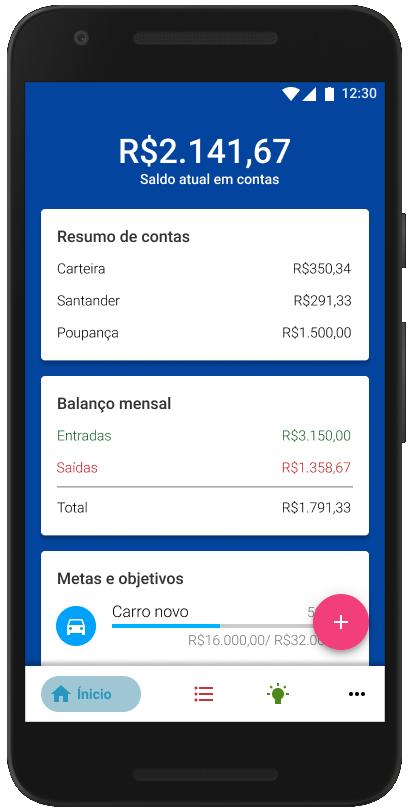 12:30
R$2.141,67
Saldo atual em contas
Resumo de contas
Carteira R$350,34
Santander R$291,33
Poupança R$1.500,00
Balanço mensal
Entradas R$3.150,00
Saídas R$1.358,67
Total R$1.791,33
Metas e objetivos
Carro novo
R$16.000,00/
Ínicio